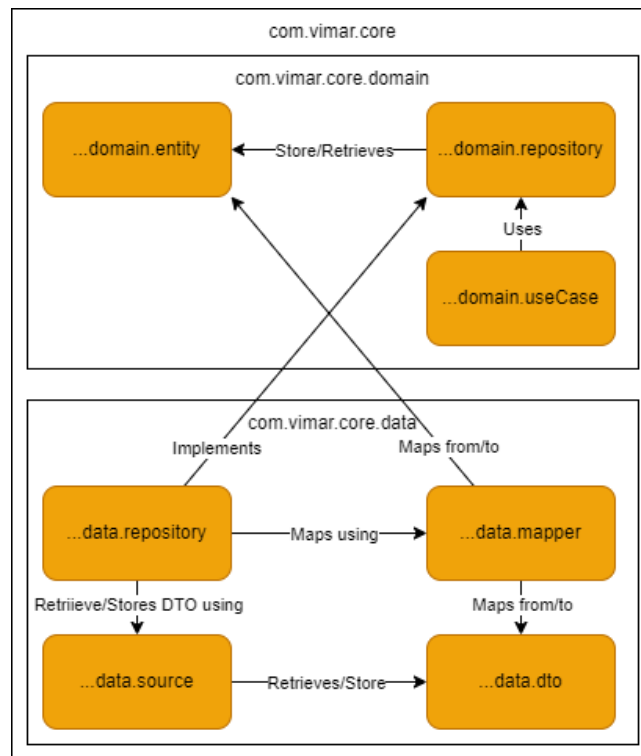 com.vimar.core
com.vimar.core.domain
...domain.entity
Store/Retrieves
...domain.repository
Uses
...domain.useCase
com.vimar.core.data
Implements
Maps from/to
...data.repository
Maps using
...data.mapper
Retriieve/Stores DTO using
Maps from/to
...data.source
Retrieves/Store
...data.dto